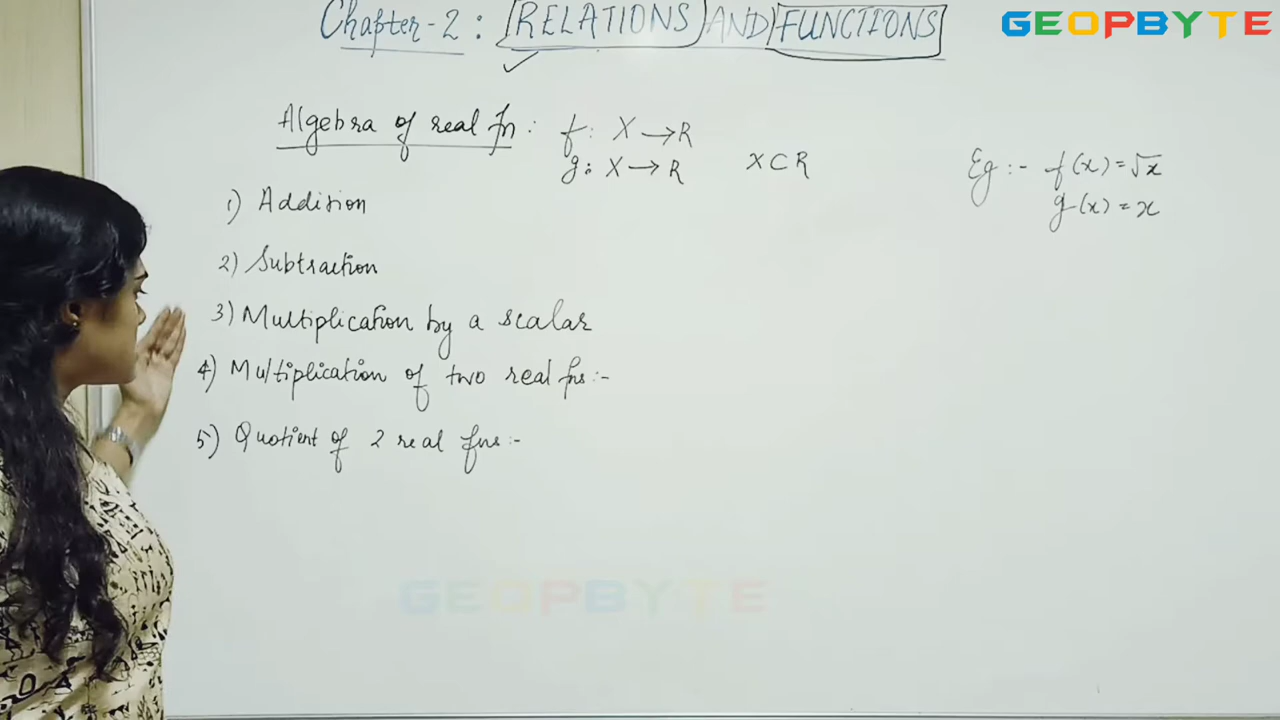 Chapter-2: RELATIONS AND FUNCTIONS
GEOPBYTE
Algebra of real fn: f: X → R
g: X → R X ⊂ R
Eg:- f(x) = √x
g(x) = x
1) Addition
2) Subtraction
3) Multiplication by a scalar
4) Multiplication of two real fns:-
5) Quotient of 2 real fns:-
GEOPBYTE